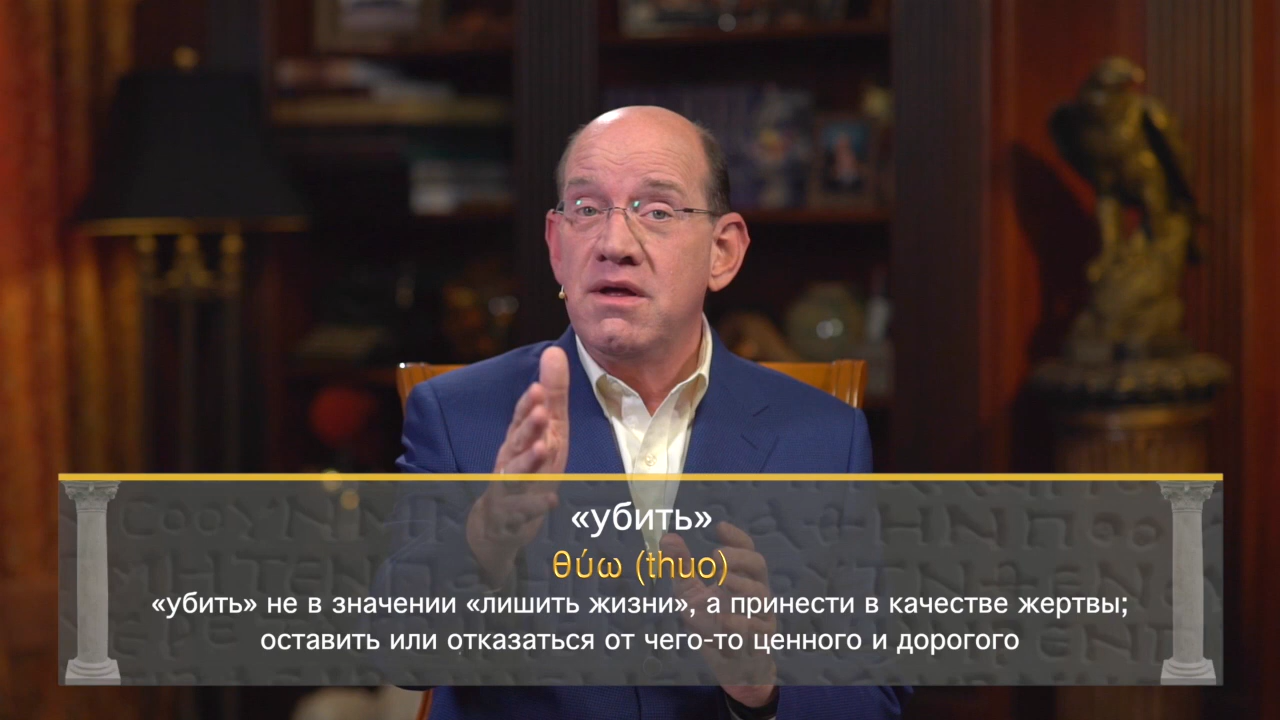 «убить»
θύω (thuo)
«убить» не в значении «лишить жизни», а принести в качестве жертвы;
оставить или отказаться от чего-то ценного и дорогого